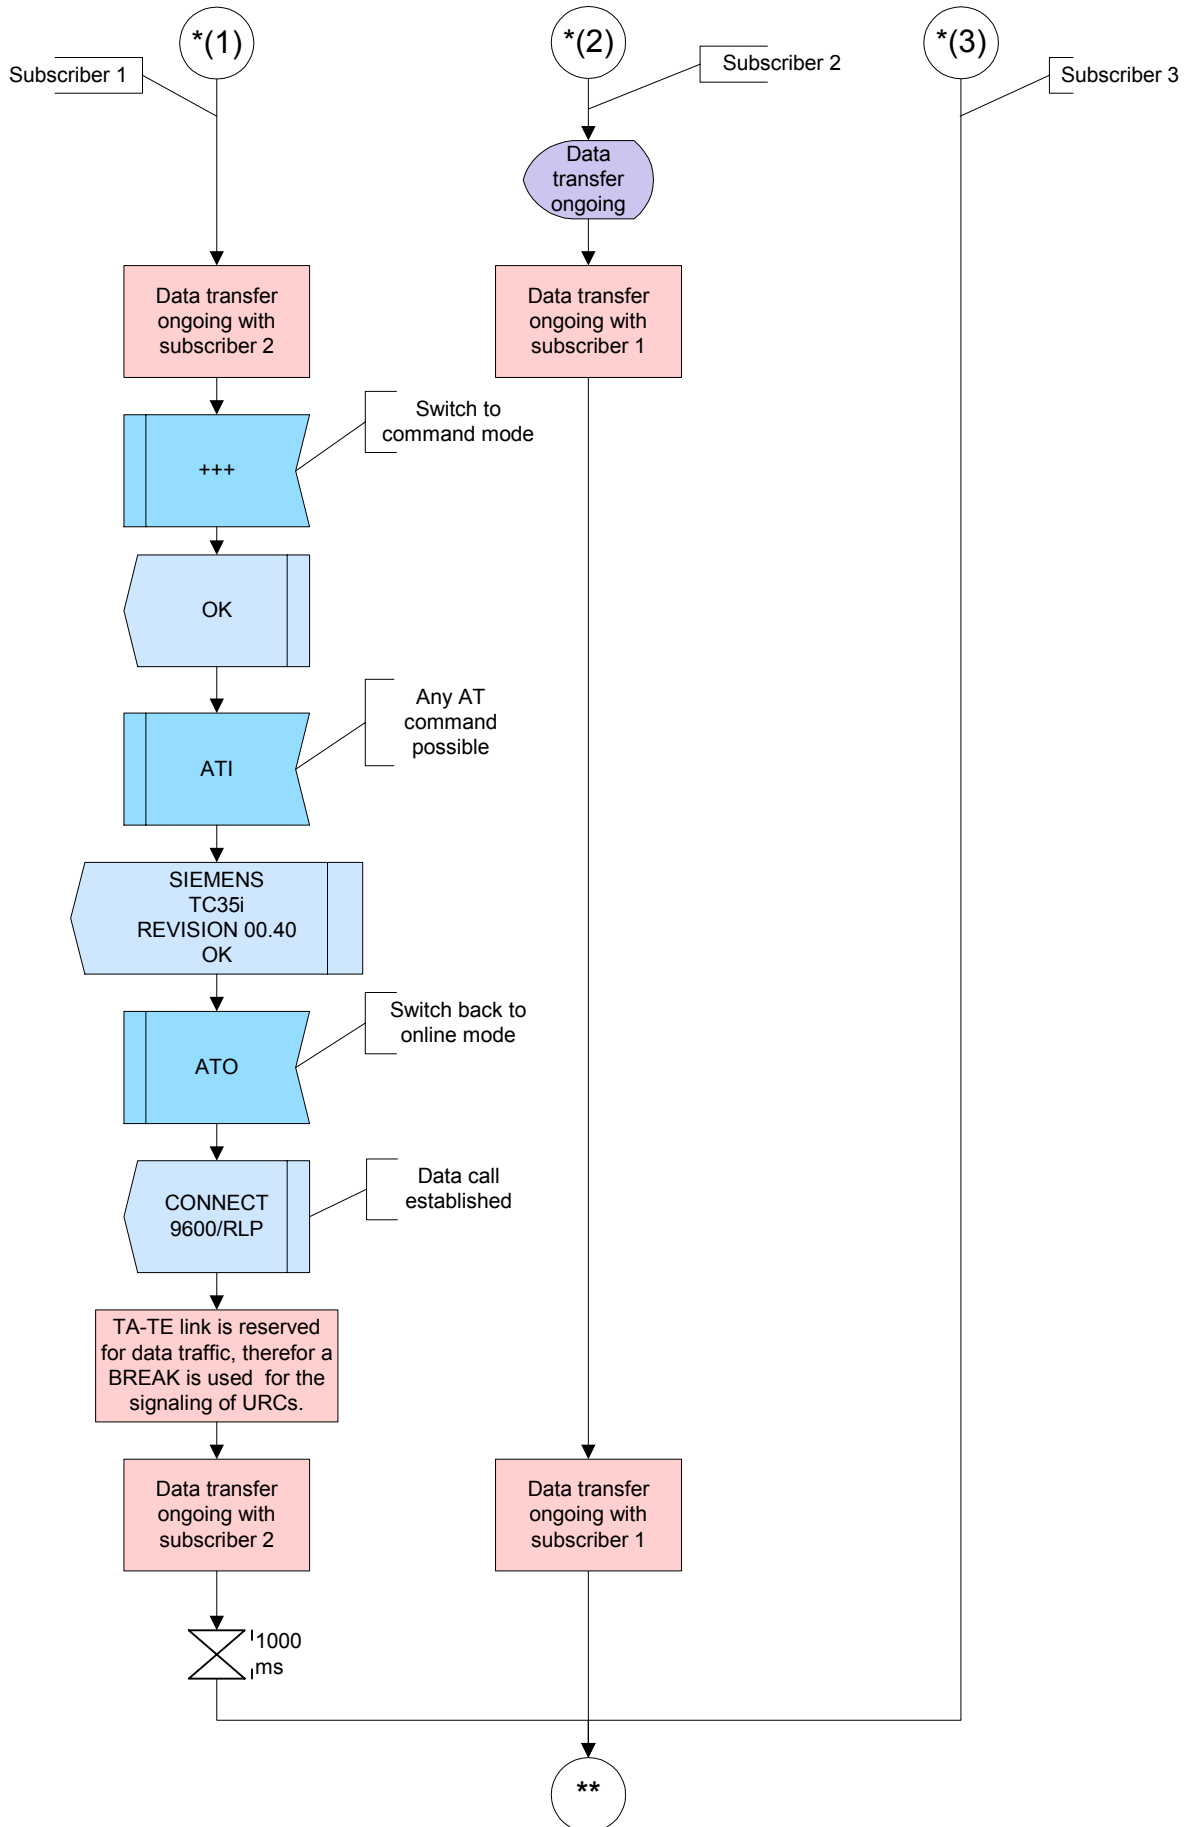 *(1)
*(2)
*(3)
Subscriber 1
Subscriber 2
Subscriber 3
Data
transfer
ongoing
Data transfer
ongoing with
subscriber 2
Data transfer
ongoing with
subscriber 1
Switch to
command mode
+++
OK
Any AT
command
possible
ATI
SIEMENS
TC35i
REVISION 00.40
OK
Switch back to
online mode
ATO
Data call
established
CONNECT
9600/RLP
TA-TE link is reserved
for data traffic, therefor a
BREAK is used for the
signaling of URCs.
Data transfer
ongoing with
subscriber 2
Data transfer
ongoing with
subscriber 1
1000
ms
**